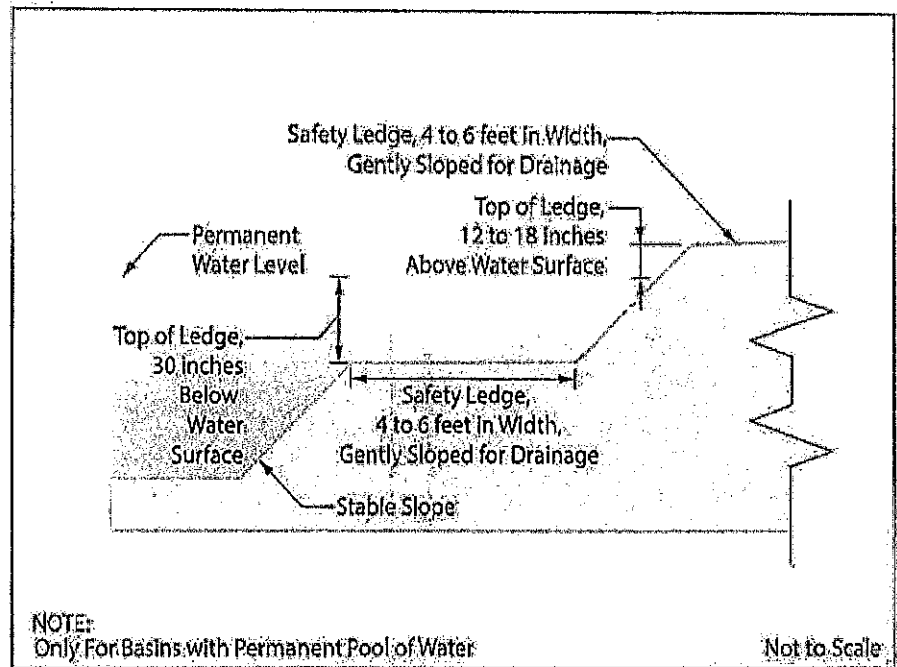 Safety Ledge, 4 to 6 feet in Width,
Gently Sloped for Drainage
Top of Ledge,
12 to 18 inches
Above Water Surface
Permanent
Water Level
Top of Ledge,
30 inches
Below
Water
Surface
Safety Ledge,
4 to 6 feet in Width,
Gently Sloped for Drainage
Stable Slope
NOTE:
Only For Basins with Permanent Pool of Water
Not to Scale